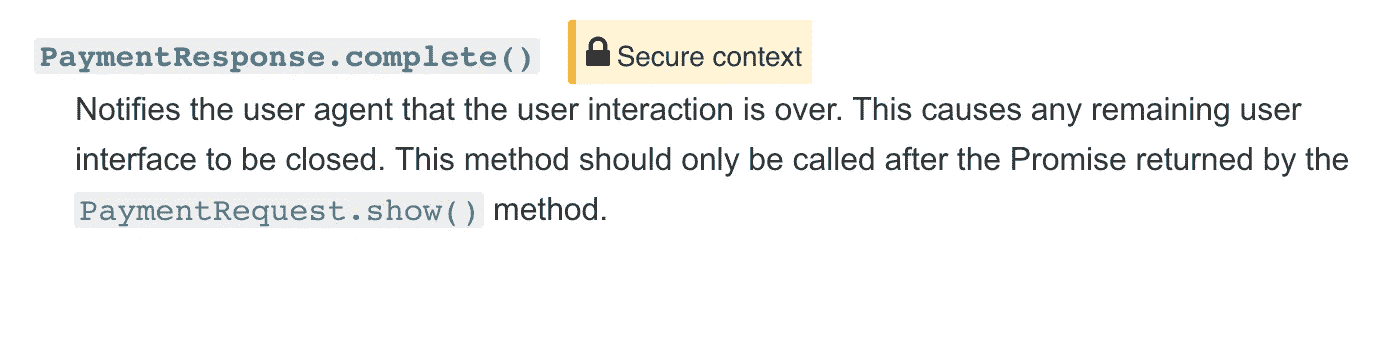 PaymentResponse.complete() Secure context
Notifies the user agent that the user interaction is over. This causes any remaining user
interface to be closed. This method should only be called after the Promise returned by the
PaymentRequest.show() method.